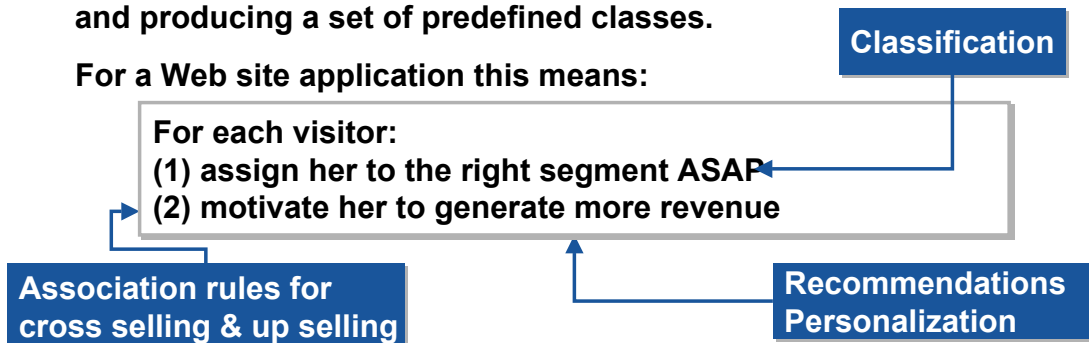 and producing a set of predefined classes.
Classification
For a Web site application this means:
For each visitor:
(1) assign her to the right segment ASAP
(2) motivate her to generate more revenue
Association rules for
cross selling & up selling
Recommendations
Personalization